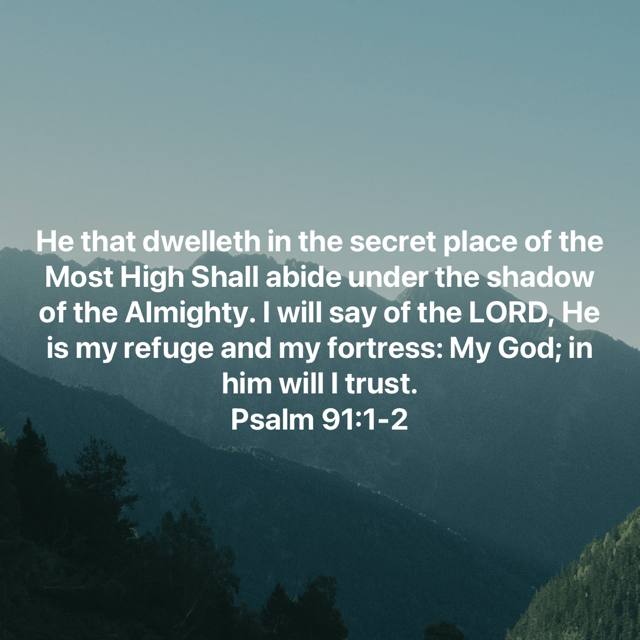 He that dwelleth in the secret place of the
Most High Shall abide under the shadow
of the Almighty. I will say of the LORD, He
is my refuge and my fortress: My God; in
him will I trust.
Psalm 91:1-2